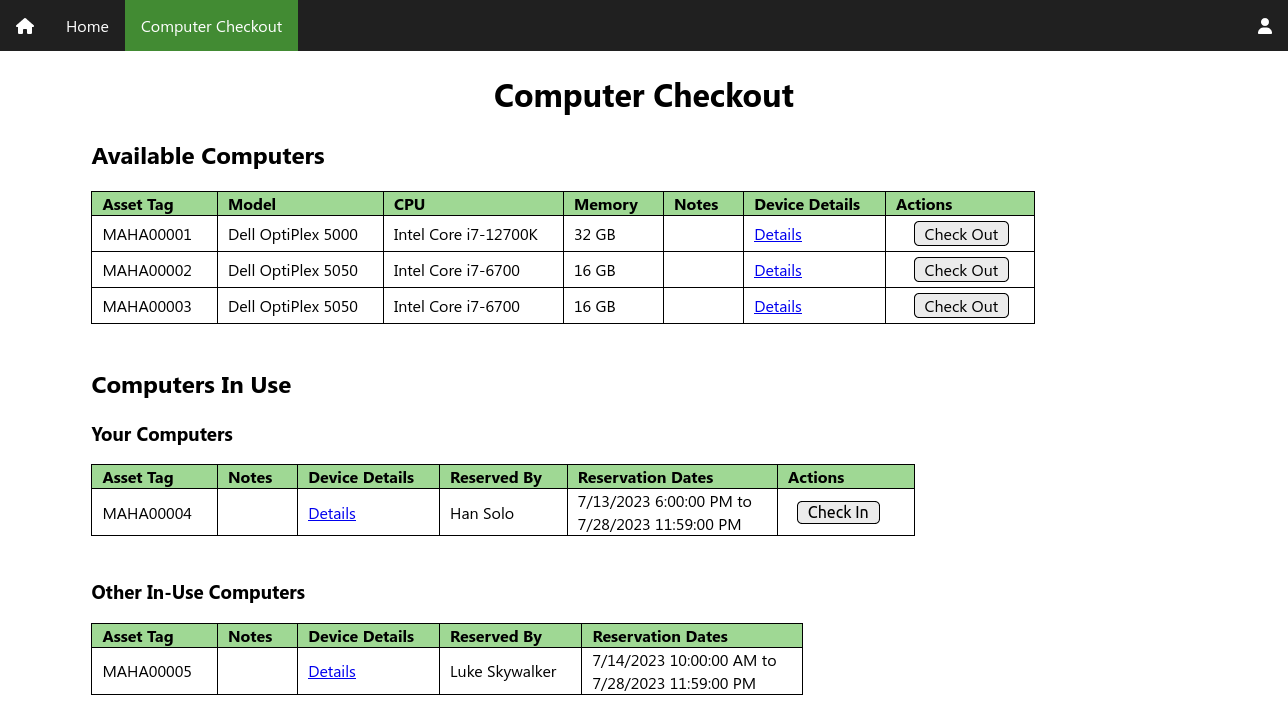 Home Computer Checkout
Computer Checkout
Available Computers
Asset Tag Model CPU Memory Notes Device Details Actions
MAHA00001 Dell OptiPlex 5000 Intel Core i7-12700K 32 GB Details Check Out
MAHA00002 Dell OptiPlex 5050 Intel Core i7-6700 16 GB Details Check Out
MAHA00003 Dell OptiPlex 5050 Intel Core i7-6700 16 GB Details Check Out
Computers In Use
Your Computers
Asset Tag Notes Device Details Reserved By Reservation Dates Actions
MAHA00004 Details Han Solo 7/13/2023 6:00:00 PM to
7/28/2023 11:59:00 PM Check In
Other In-Use Computers
Asset Tag Notes Device Details Reserved By Reservation Dates
MAHA00005 Details Luke Skywalker 7/14/2023 10:00:00 AM to
7/28/2023 11:59:00 PM